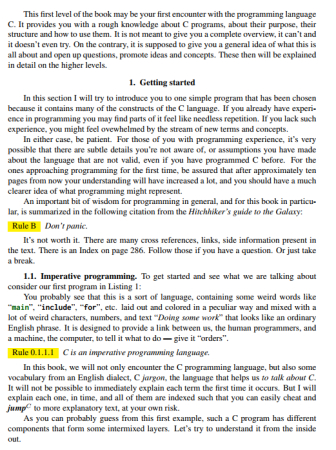 This first level of the book may be your first encounter with the programming language
C. It provides you with a rough knowledge about C programs, about their purpose, their
structure and how to use them. It is not meant to give you a complete overview, it can't and
it doesn't even try. On the contrary, it is supposed to give you a general idea of what this is
all about and open up questions, promote ideas and concepts. These then will be explained
in detail on the higher levels.
1. Getting started
In this section I will try to introduce you to one simple program that has been chosen
because it contains many of the constructs of the C language. If you already have experi-
ence in programming you may find parts of it feel like needless repetition. If you lack such
experience, you might feel ovewhelmed by the stream of new terms and concepts.
In either case, be patient. For those of you with programming experience, it's very
possible that there are subtle details you're not aware of, or assumptions you have made
about the language that are not valid, even if you have programmed C before. For the
ones approaching programming for the first time, be assured that after approximately ten
pages from now your understanding will have increased a lot, and you should have a much
clearer idea of what programming might represent.
An important bit of wisdom for programming in general, and for this book in particu-
lar, is summarized in the following citation from the Hitchhiker's guide to the Galaxy:
Rule B Don't panic.
It's not worth it. There are many cross references, links, side information present in
the text. There is an Index on page 286. Follow those if you have a question. Or just take
a break.
1.1. Imperative programming. To get started and see what we are talking about
consider our first program in Listing 1:
You probably see that this is a sort of language, containing some weird words like
"main", "include", "for", etc. laid out and colored in a peculiar way and mixed with a
lot of weird characters, numbers, and text "Doing some work" that looks like an ordinary
English phrase. It is designed to provide a link between us, the human programmers, and
a machine, the computer, to tell it what to do — give it "orders".
Rule 0.1.1.1 C is an imperative programming language.
In this book, we will not only encounter the C programming language, but also some
vocabulary from an English dialect, C jargon, the language that helps us to talk about C.
It will not be possible to immediately explain each term the first time it occurs. But I will
explain each one, in time, and all of them are indexed such that you can easily cheat and
jumpC to more explanatory text, at your own risk.
As you can probably guess from this first example, such a C program has different
components that form some intermixed layers. Let's try to understand it from the inside
out.